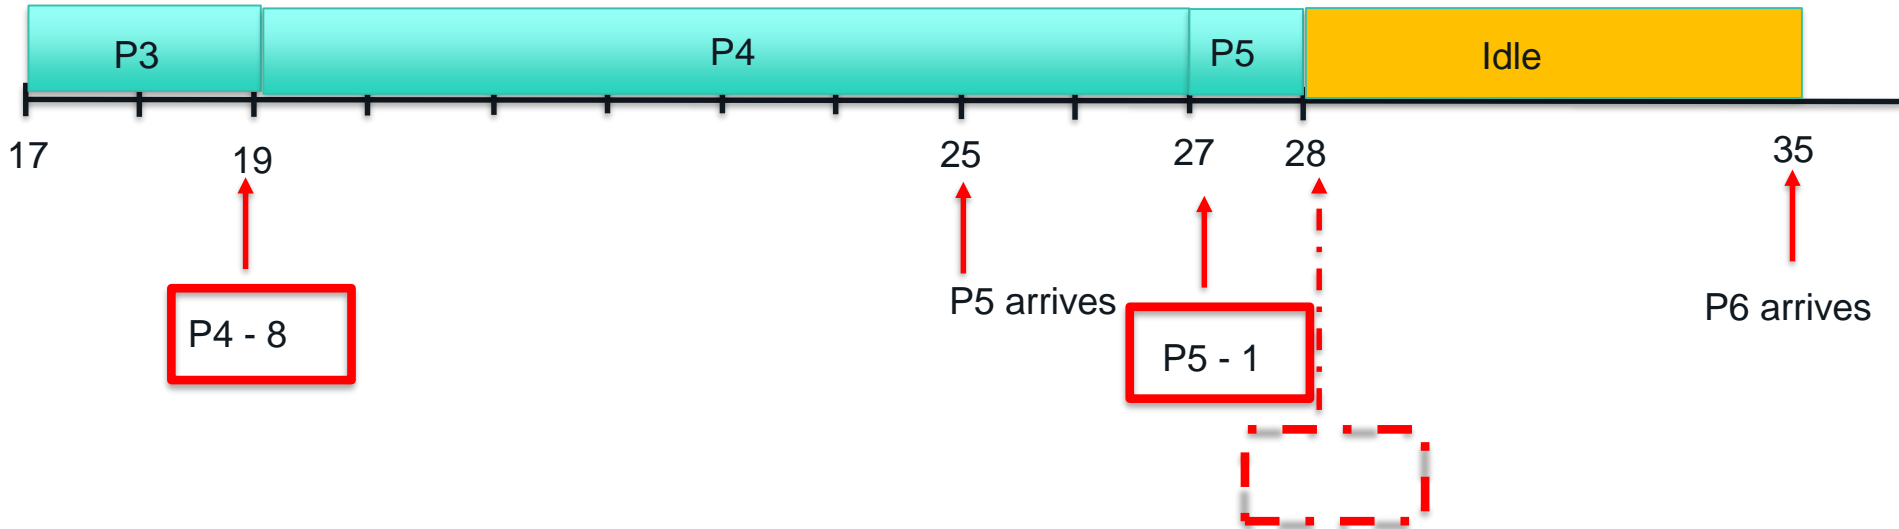 P3
P4
P5
Idle
17
19
25
27
28
35
P5 arrives
P6 arrives
P4 - 8
P5 - 1